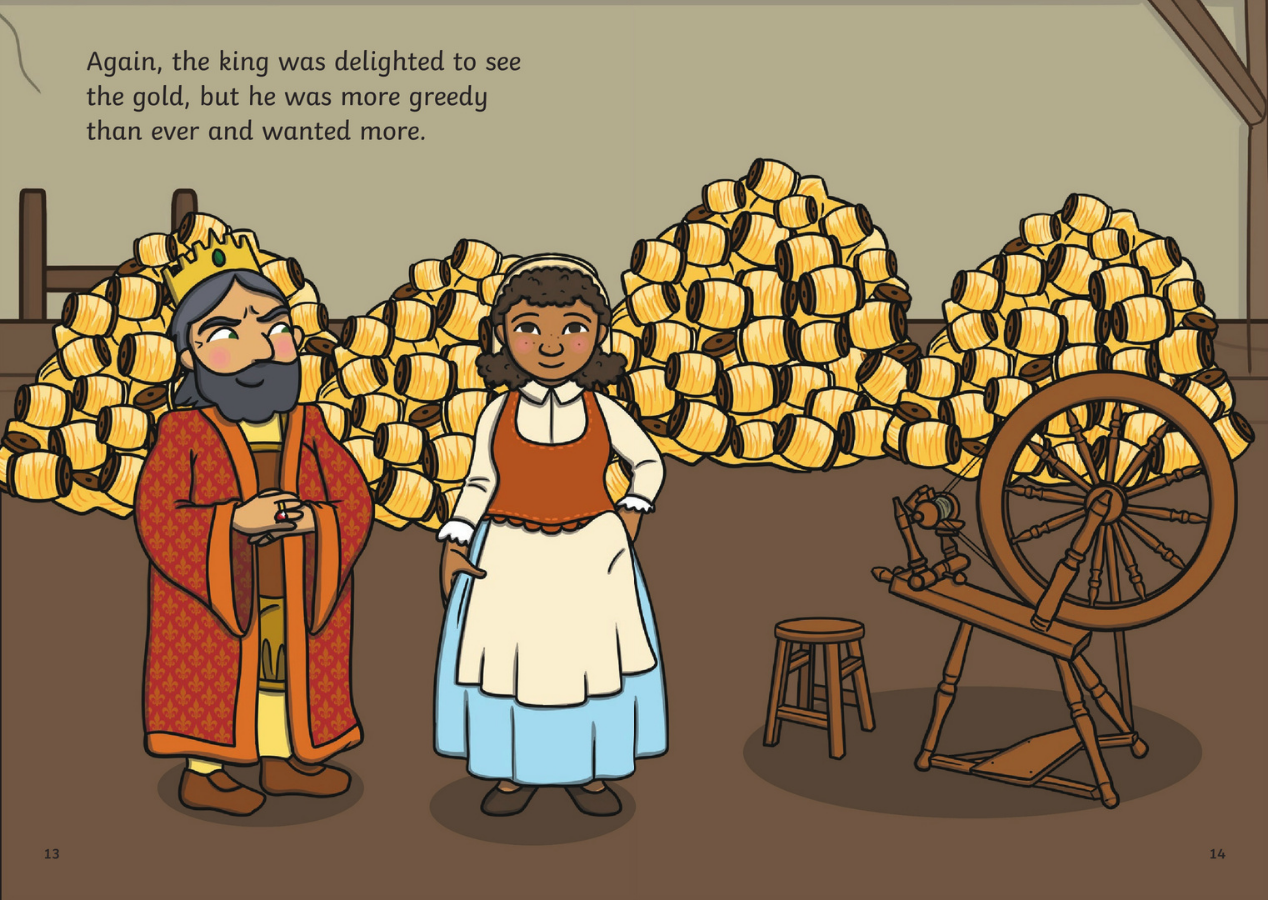 Again, the king was delighted to see
the gold, but he was more greedy
than ever and wanted more.
13
14